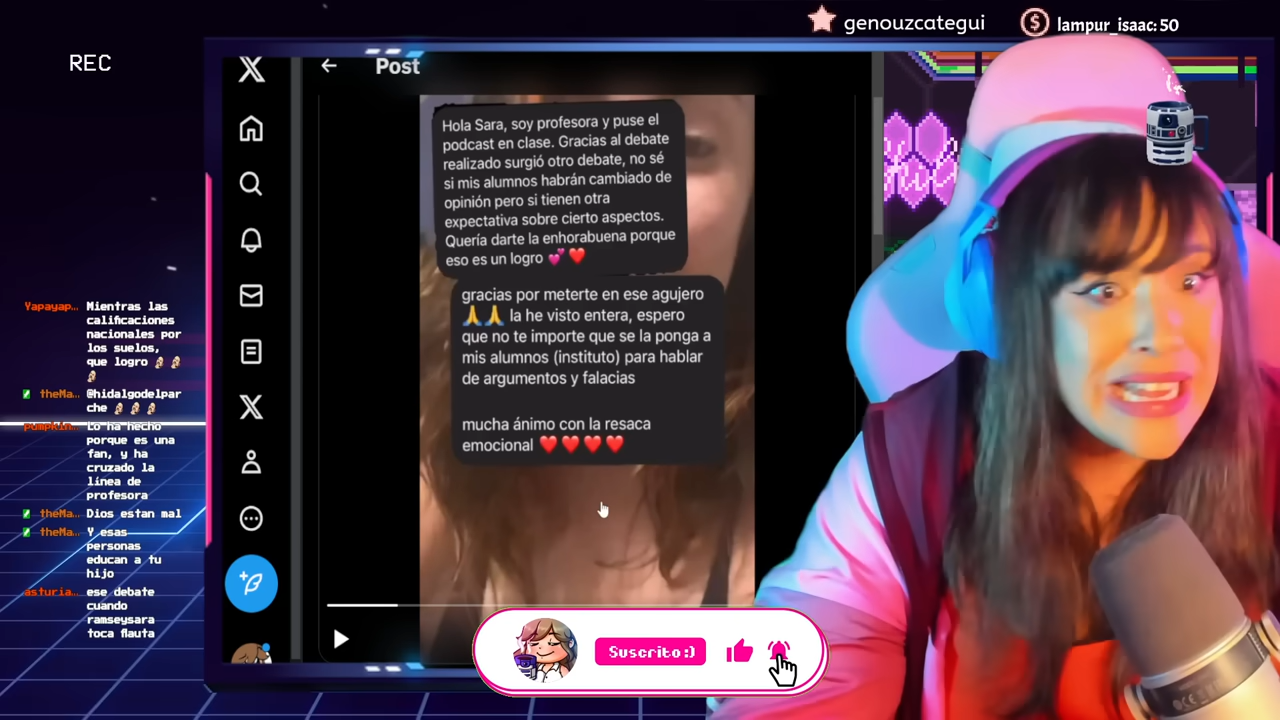 REC
genouzcategui
lampur_isaac: 50
Post
Hola Sara, soy profesora y puse el
podcast en clase. Gracias al debate
realizado surgió otro debate, no sé
si mis alumnos habrán cambiado de
opinión pero si tienen otra
expectativa sobre cierto aspectos.
Quería darte la enhorabuena porque
eso es un logro 💕 ❤️
gracias por meterte en ese agujero
🙏🙏 la he visto entera, espero
que no te importe que se la ponga a
mis alumnos (instituto) para hablar
de argumentos y falacias
mucha ánimo con la resaca
emocional ❤️❤️❤️❤️
Yapayap... Mientras las
calificaciones
nacionales por
los suelos,
que logro
theMa... @hidalgodelpar
che
pumpkin... Lo ha hecho
porque es una
fan, y ha
cruzado la
línea de
profesora
theMa... Dios estan mal
theMa... Y esas
personas
educan a tu
hijo
asturia... ese debate
cuando
ramseysara
toca flauta
Suscrito :)